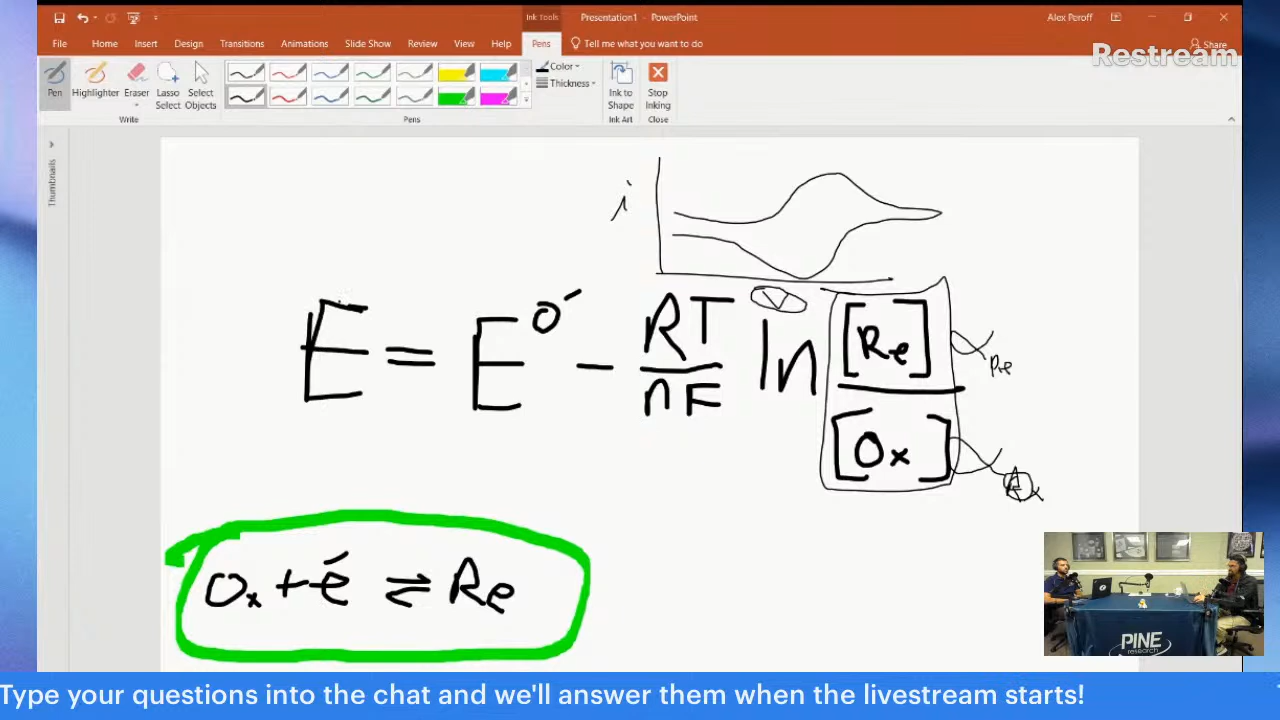 Ink Tools
Presentation1 - PowerPoint
Alex Peroff
File Home Insert Design Transitions Animations Slide Show Review View Help Pens Tell me what you want to do
Share
Restream
Pen Highlighter Eraser Lasso Select Select Objects
Color
Thickness
Ink to Shape
Stop Inking
Write Pens Ink Art Close
Thumbnails
i
V
E = E⁰′ − RT/nF ln [Re]/[Ox]
∝Re
Ox + e⁻ ⇌ Re
PINE
research
Type your questions into the chat and we'll answer them when the livestream starts!